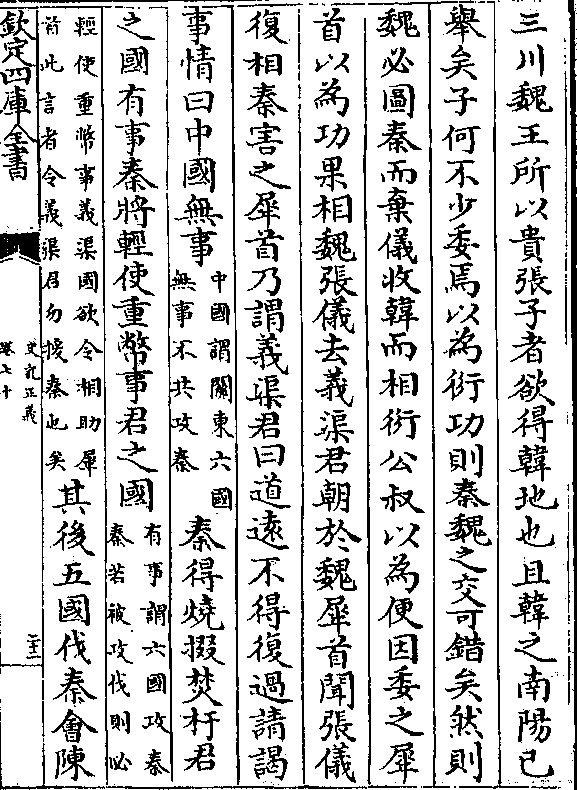 三川魏王所以貴張子者欲得韓地也且韓之南陽已
舉矣子何不少委焉以為衍功則秦魏之交可錯矣然則
魏必圖秦而棄儀收韓而相衍公叔以為便因委之犀
首以為功果相魏張儀去義渠君朝於魏犀首聞張儀
復相秦害之犀首乃謂義渠君曰道遠不得復過請謁
事情曰中國無事中國謂關東六國無事不共攻秦秦得燒掇焚杅君
之國有事秦將輕使重幣事君之國有事謂六國攻秦秦若被攻伐則必
輕使重幣事義渠國欲令相助犀首此言者令義渠君勿援秦也矣其後五國伐秦會陳
欽定四庫全書
史記正義
卷七十
二十二